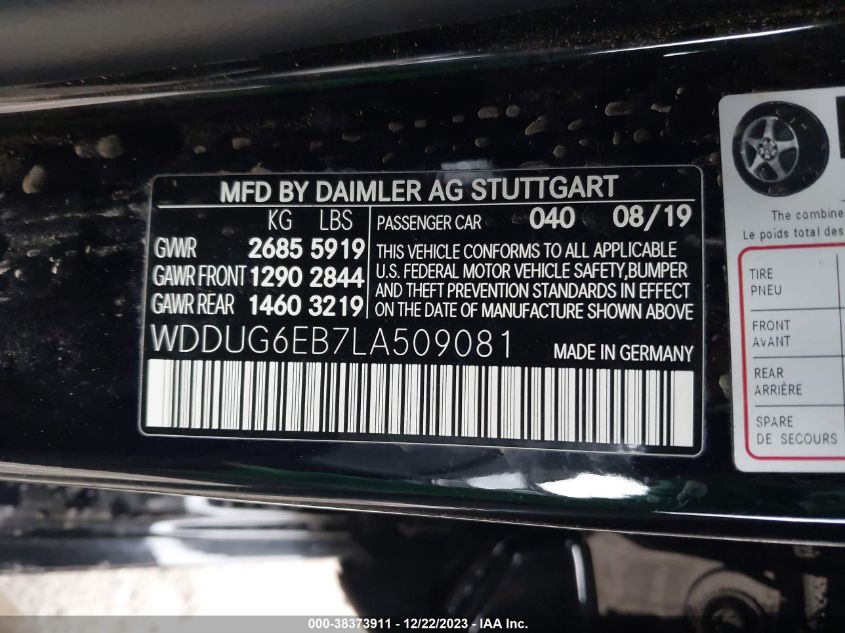 MFD BY DAIMLER AG STUTTGART
KG LBS
GVWR 2685 5919
GAWR FRONT 1290 2844
GAWR REAR 1460 3219
PASSENGER CAR 040 08/19
THIS VEHICLE CONFORMS TO ALL APPLICABLE
U.S. FEDERAL MOTOR VEHICLE SAFETY,BUMPER
AND THEFT PREVENTION STANDARDS IN EFFECT
ON THE DATE OF MANUFACTURE SHOWN ABOVE.
WDDUG6EB7LA509081 MADE IN GERMANY
The combine
Le poids total des
TIRE
PNEU
FRONT
AVANT
REAR
ARRIÈRE
SPARE
DE SECOURS
000-38373911 - 12/22/2023 - IAA Inc.